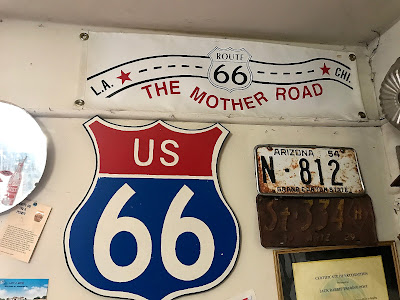 ROUTE
66
L.A.
CHI.
THE MOTHER ROAD
US
66
ARIZONA 54
N-812
GRAND CANYON STATE